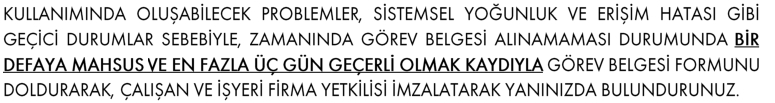 KULLANIMINDA OLUŞABİLECEK PROBLEMLER, SİSTEMSEL YOĞUNLUK VE ERİŞİM HATASI GİBİ
GEÇİCİ DURUMLAR SEBEBİYLE, ZAMANINDA GÖREV BELGESİ ALINAMAMASI DURUMUNDA BİR
DEFAYA MAHSUS VE EN FAZLA ÜÇ GÜN GEÇERLİ OLMAK KAYDIYLA GÖREV BELGESİ FORMUNU
DOLDURARAK, ÇALIŞAN VE İŞYERİ FİRMA YETKİLİSİ İMZALATARAK YANINIZDA BULUNDURUNUZ.